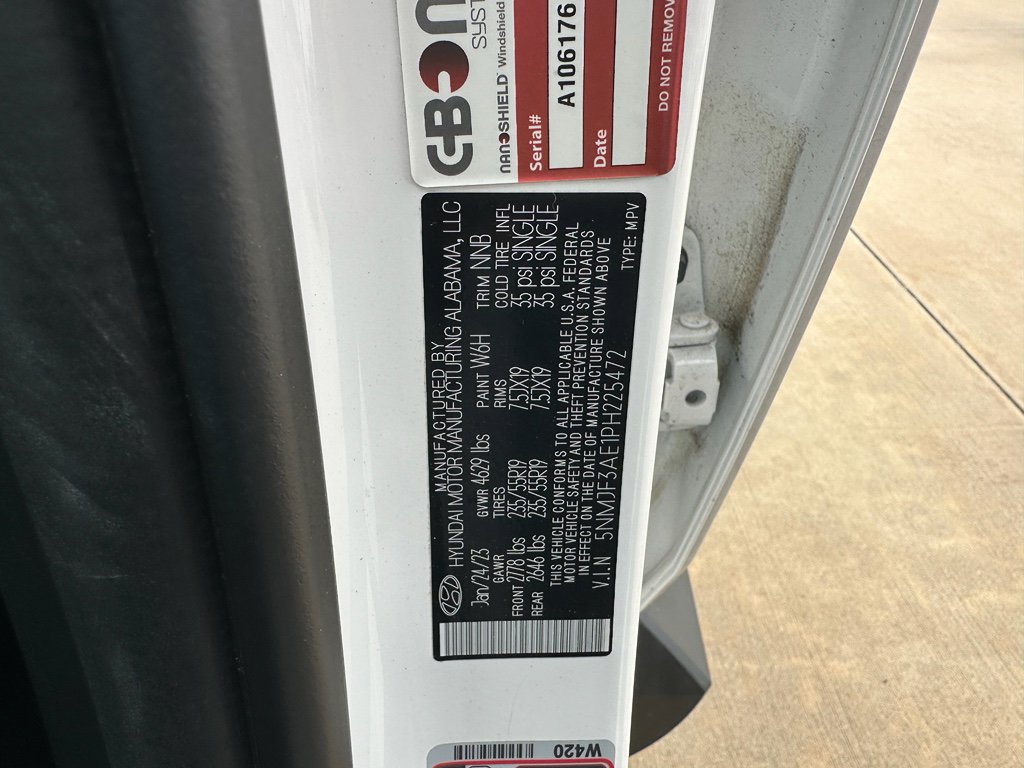 CBON
SYST
NANOSHIELD Windshield
Serial# A106176
Date
DO NOT REMOV
MANUFACTURED BY
HYUNDAI MOTOR MANUFACTURING ALABAMA, LLC
Jan/24/23 GVWR 4629 lbs PAINT W6H TRIM NNB
GAWR TIRES RIMS COLD TIRE INFL
FRONT 2778 lbs 235/55R19 7.5JX19 35 psi SINGLE
REAR 2646 lbs 235/55R19 7.5JX19 35 psi SINGLE
THIS VEHICLE CONFORMS TO ALL APPLICABLE U.S.A. FEDERAL
MOTOR VEHICLE SAFETY AND THEFT PREVENTION STANDARDS
IN EFFECT ON THE DATE OF MANUFACTURE SHOWN ABOVE
V.I.N 5NMJF3AE1PH225472 TYPE: MPV
W420